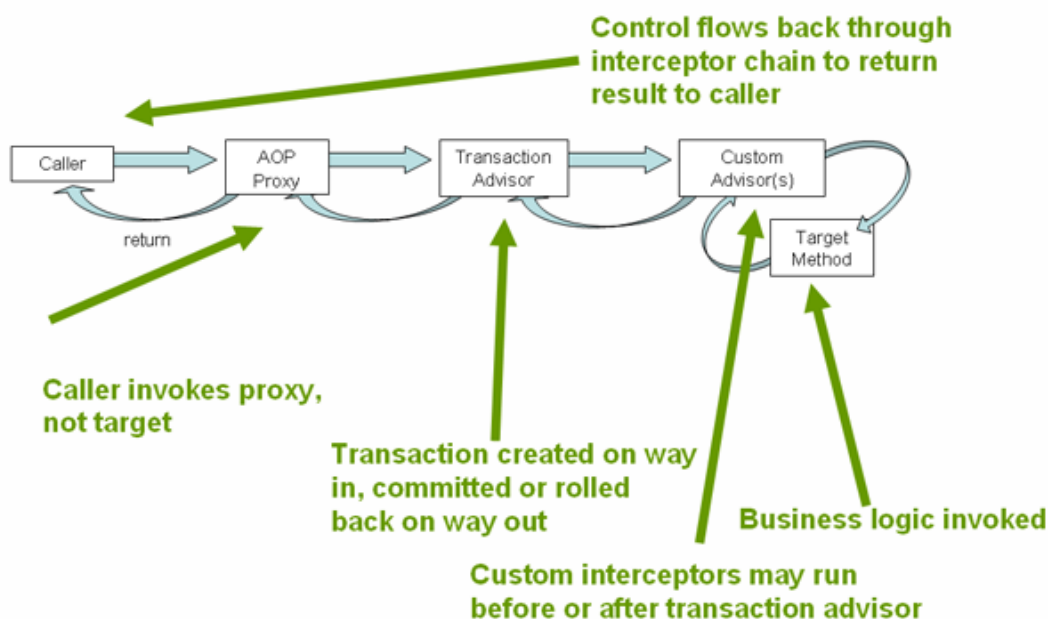 Control flows back through
interceptor chain to return
result to caller
Caller
AOP
Proxy
Transaction
Advisor
Custom
Advisor(s)
return
Target
Method
Caller invokes proxy,
not target
Transaction created on way
in, committed or rolled
back on way out
Business logic invoked
Custom interceptors may run
before or after transaction advisor